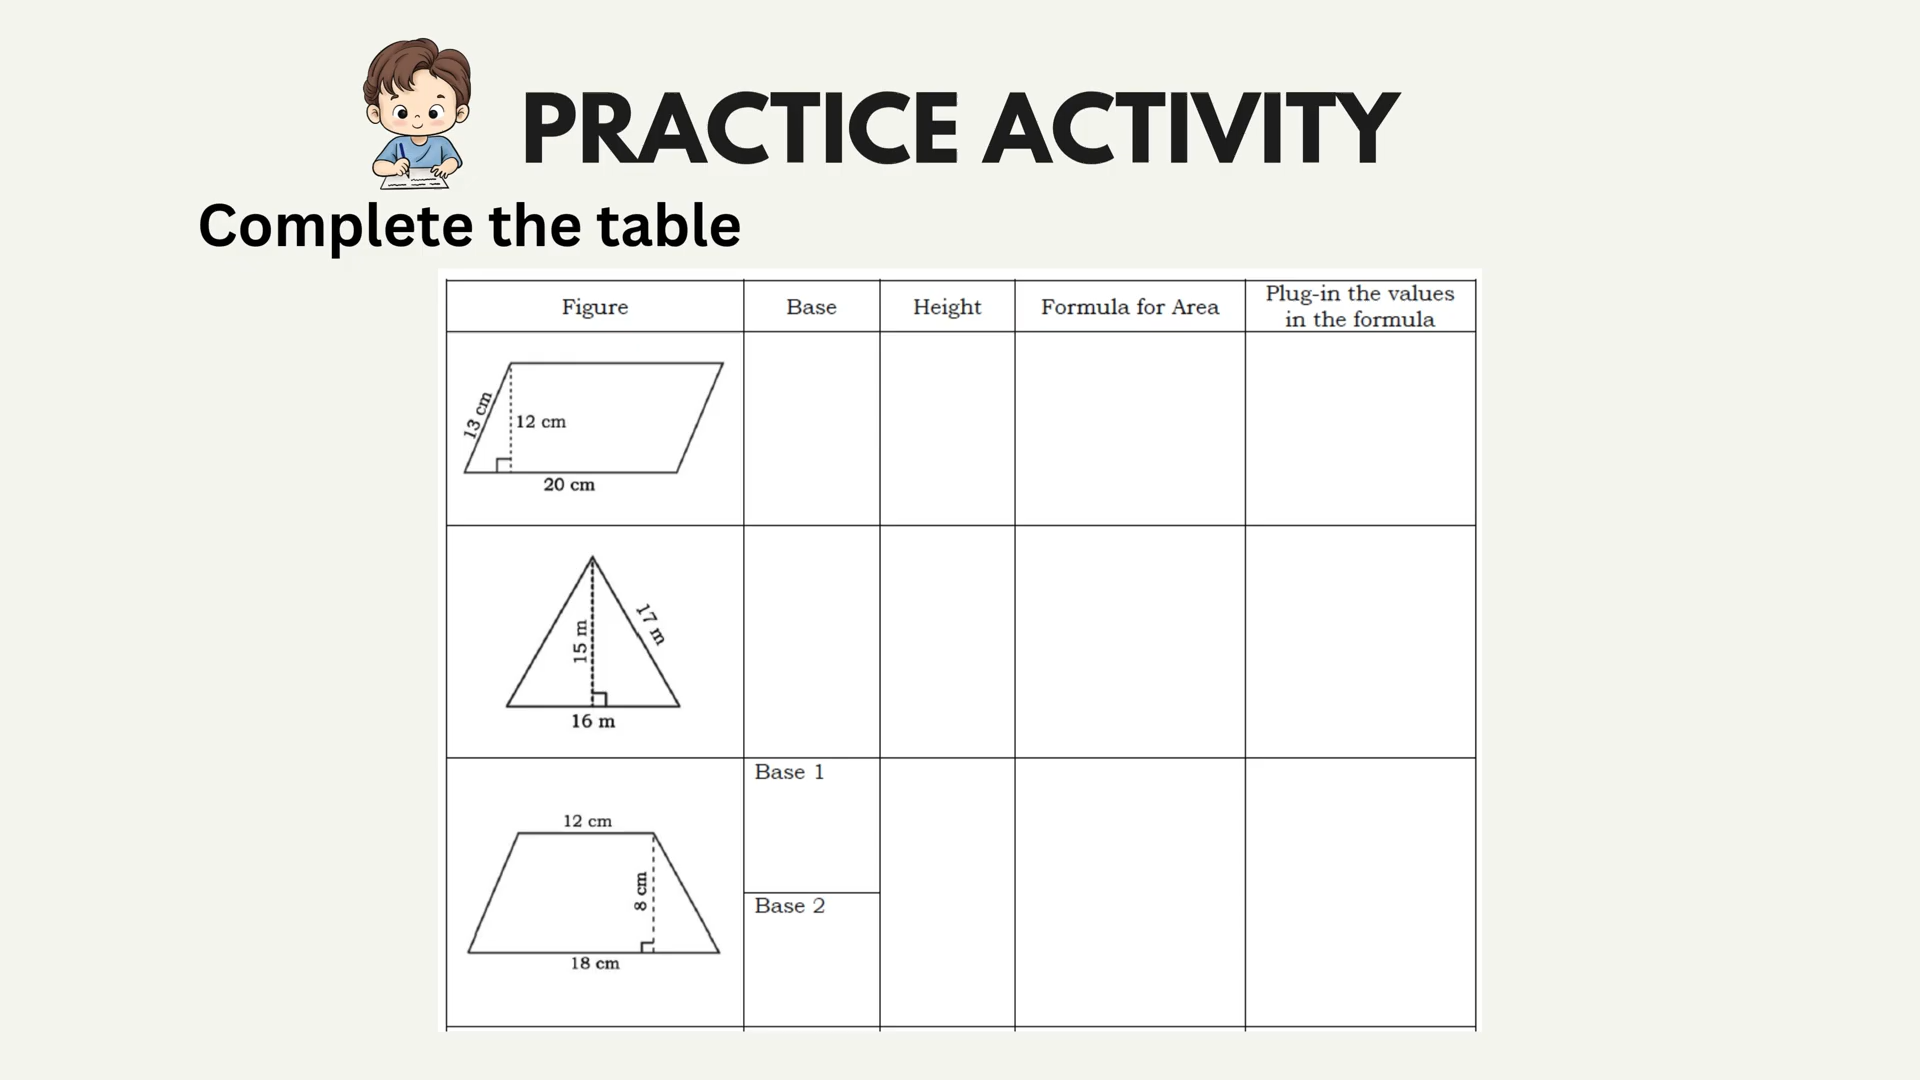 PRACTICE ACTIVITY
Complete the table
Figure
Base
Height
Formula for Area
Plug-in the values
in the formula
13 cm
12 cm
20 cm
15 m
17 m
16 m
Base 1
12 cm
8 cm
Base 2
18 cm